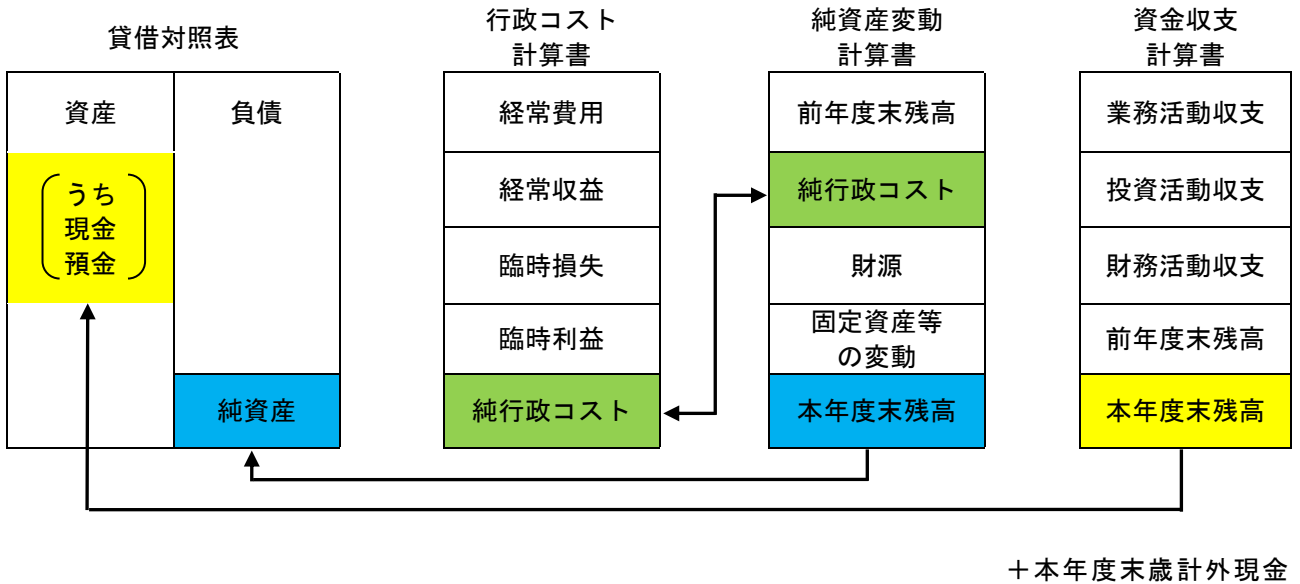 貸借対照表
資産
負債
うち
現金
預金
純資産
行政コスト
計算書
経常費用
経常収益
臨時損失
臨時利益
純行政コスト
純資産変動
計算書
前年度末残高
純行政コスト
財源
固定資産等
の変動
本年度末残高
資金収支
計算書
業務活動収支
投資活動収支
財務活動収支
前年度末残高
本年度末残高
＋本年度末歳計外現金